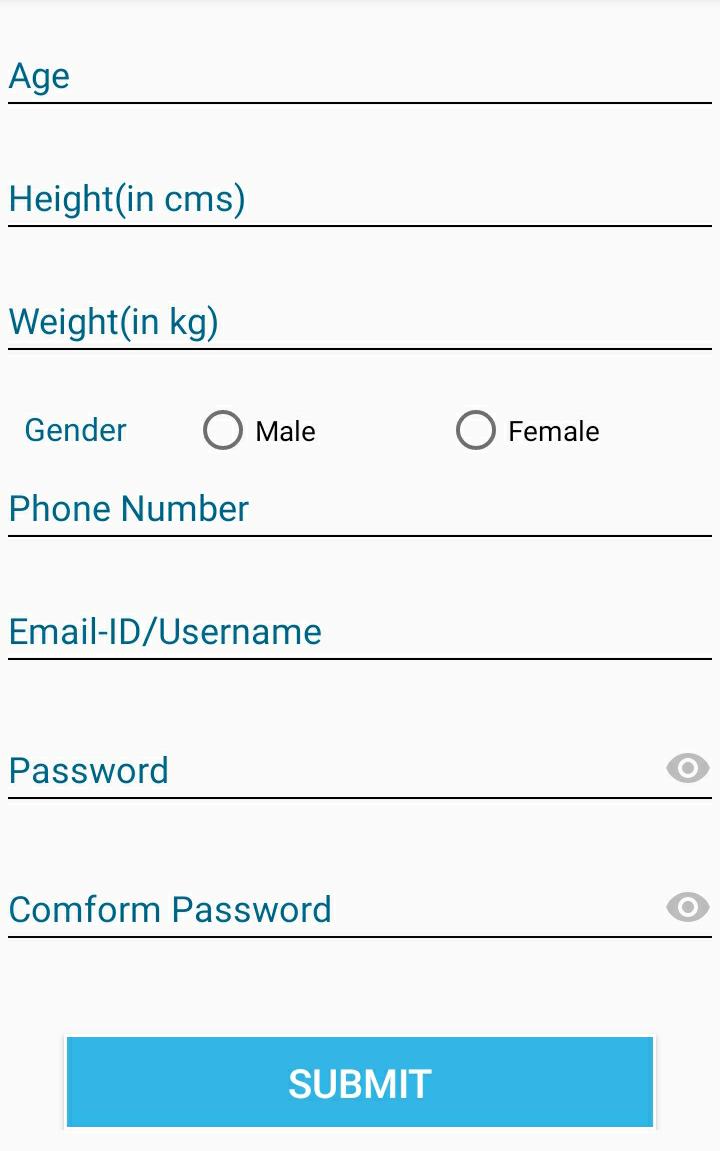 Age
Height(in cms)
Weight(in kg)
Gender Male Female
Phone Number
Email-ID/Username
Password
Comform Password
SUBMIT